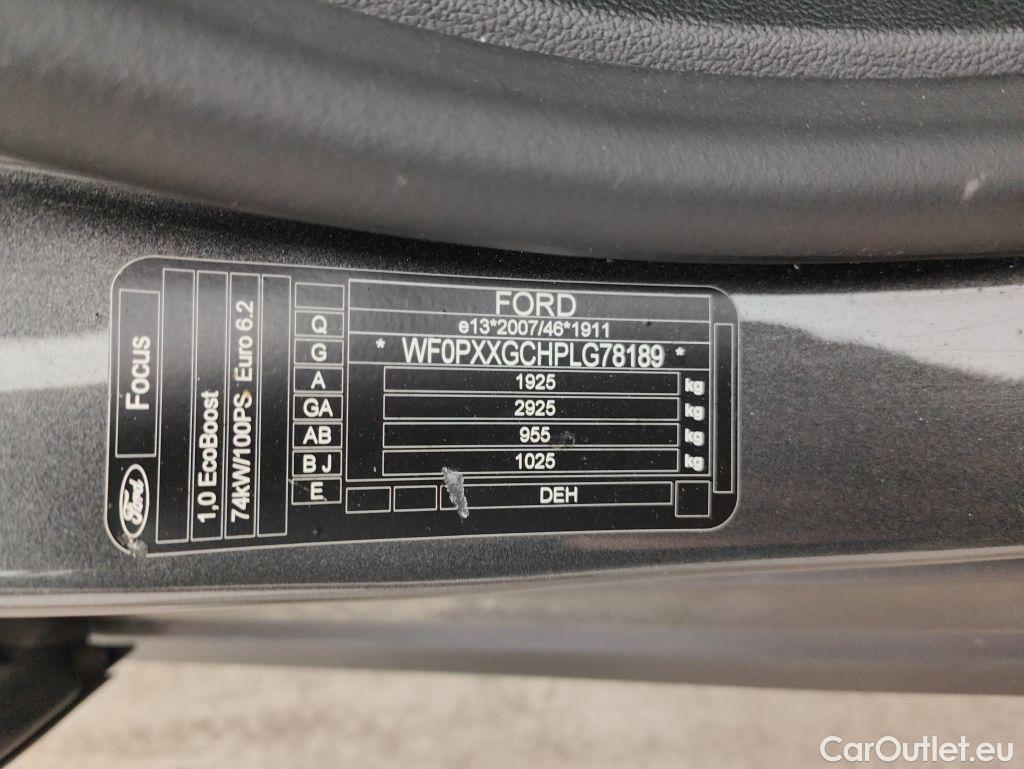 Ford
Focus
1,0 EcoBoost
74kW/100PS Euro 6.2
FORD
e13*2007/46*1911
* WF0PXXGCHPLG78189 *
Q
G
A 1925 kg
GA 2925 kg
AB 955 kg
BJ 1025 kg
E DEH
CarOutlet.eu